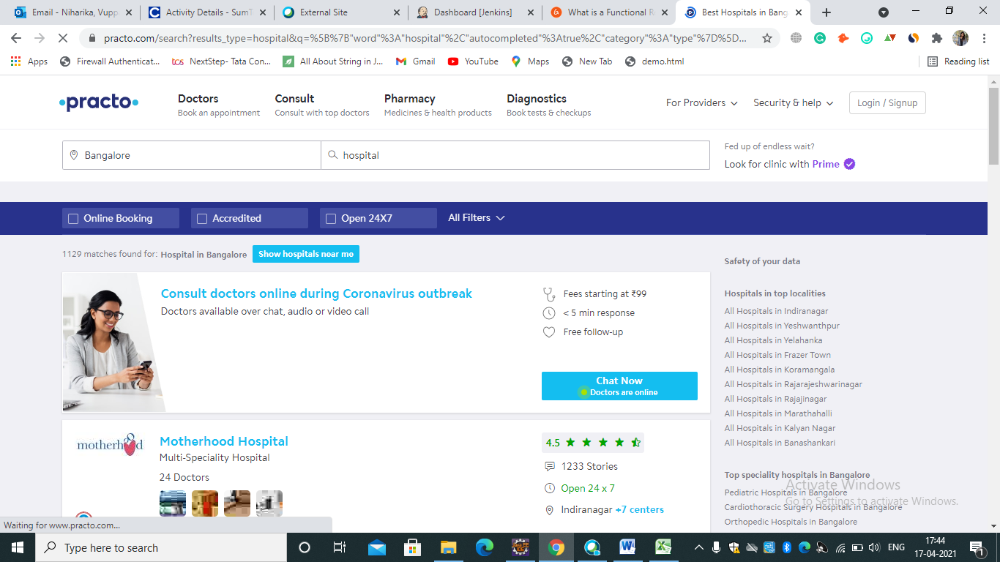 Email - Niharika, Vupp
Activity Details - SumT
External Site
Dashboard [Jenkins]
What is a Functional R
Best Hospitals in Bang
practo.com/search?results_type=hospital&q=%5B%7B"word"%3A"hospital"%2C"autocompleted"%3Atrue%2C"category"%3A"type"%7D%5D...
Apps
Firewall Authenticat...
tcs NextStep- Tata Con...
All About String in J...
Gmail
YouTube
Maps
New Tab
demo.html
Reading list
practo
Doctors
Book an appointment
Consult
Consult with top doctors
Pharmacy
Medicines & health products
Diagnostics
Book tests & checkups
For Providers
Security & help
Login / Signup
Bangalore
hospital
Fed up of endless wait?
Look for clinic with Prime
Online Booking
Accredited
Open 24X7
All Filters
1129 matches found for: Hospital in Bangalore
Show hospitals near me
Consult doctors online during Coronavirus outbreak
Doctors available over chat, audio or video call
Fees starting at ₹99
< 5 min response
Free follow-up
Chat Now
Doctors are online
motherhood
Motherhood Hospital
Multi-Speciality Hospital
24 Doctors
4.5
1233 Stories
Open 24 x 7
Indiranagar +7 centers
Safety of your data
Hospitals in top localities
All Hospitals in Indiranagar
All Hospitals in Yeshwanthpur
All Hospitals in Yelahanka
All Hospitals in Frazer Town
All Hospitals in Koramangala
All Hospitals in Rajarajeshwarinagar
All Hospitals in Rajajinagar
All Hospitals in Marathahalli
All Hospitals in Kalyan Nagar
All Hospitals in Banashankari
Top speciality hospitals in Bangalore
Pediatric Hospitals in Bangalore
Cardiothoracic Surgery Hospitals in Bangalore
Orthopedic Hospitals in Bangalore
Activate Windows
Go to Settings to activate Windows.
Waiting for www.practo.com...
Type here to search
ENG
17:44
17-04-2021
1